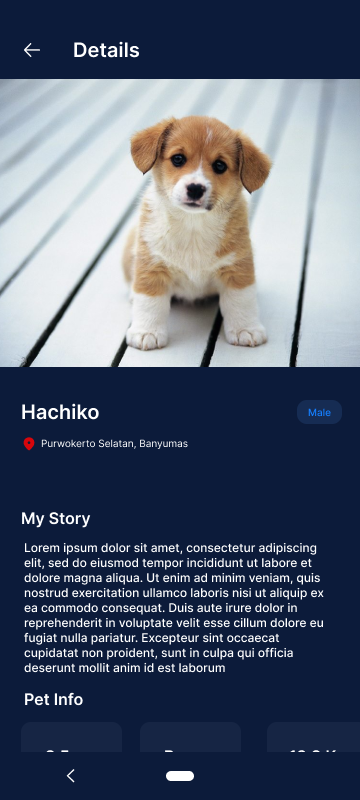 Details
Hachiko
Male
Purwokerto Selatan, Banyumas
My Story
Lorem ipsum dolor sit amet, consectetur adipiscing
elit, sed do eiusmod tempor incididunt ut labore et
dolore magna aliqua. Ut enim ad minim veniam, quis
nostrud exercitation ullamco laboris nisi ut aliquip ex
ea commodo consequat. Duis aute irure dolor in
reprehenderit in voluptate velit esse cillum dolore eu
fugiat nulla pariatur. Excepteur sint occaecat
cupidatat non proident, sunt in culpa qui officia
deserunt mollit anim id est laborum
Pet Info